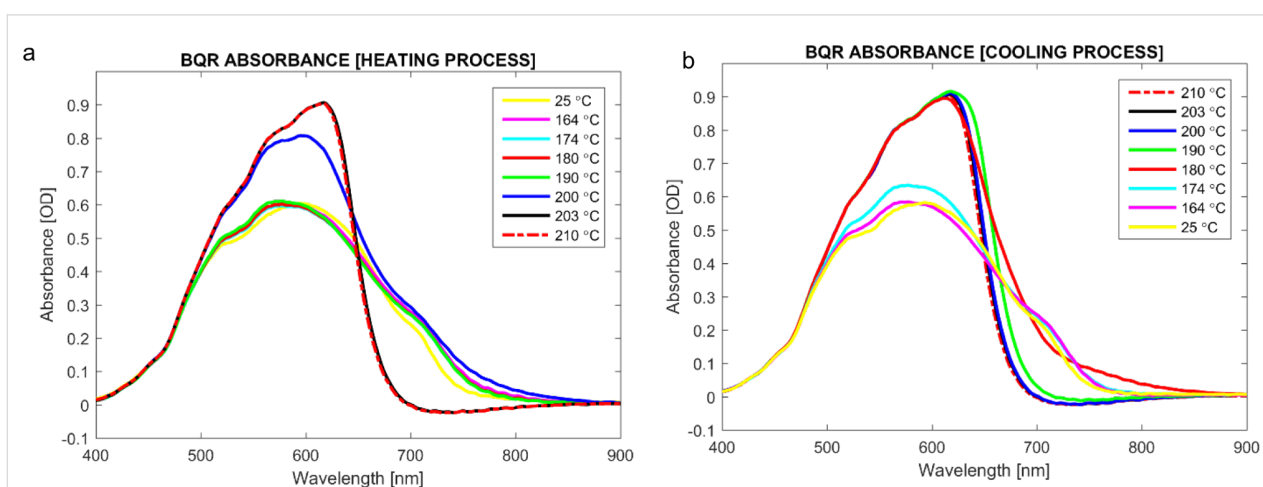 a
BQR ABSORBANCE [HEATING PROCESS]
Absorbance [OD]
0.9
0.8
0.7
0.6
0.5
0.4
0.3
0.2
0.1
0
-0.1
400 500 600 700 800 900
Wavelength [nm]
25 °C
164 °C
174 °C
180 °C
190 °C
200 °C
203 °C
210 °C
b
BQR ABSORBANCE [COOLING PROCESS]
Absorbance [OD]
0.9
0.8
0.7
0.6
0.5
0.4
0.3
0.2
0.1
0
-0.1
400 500 600 700 800 900
Wavelength [nm]
210 °C
203 °C
200 °C
190 °C
180 °C
174 °C
164 °C
25 °C